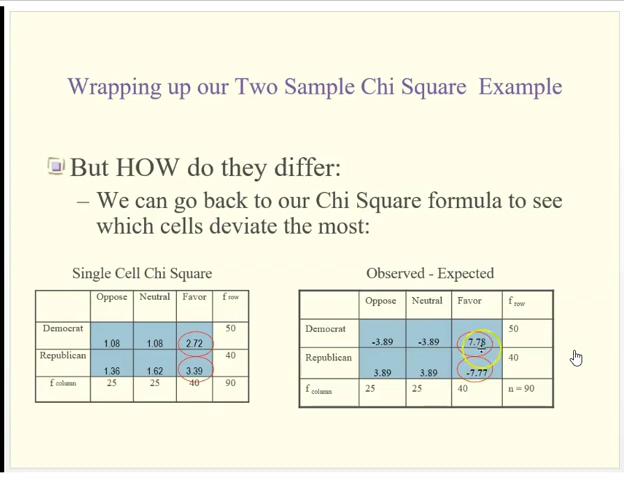 Wrapping up our Two Sample Chi Square Example
But HOW do they differ:
– We can go back to our Chi Square formula to see
which cells deviate the most:
Single Cell Chi Square
Oppose Neutral Favor f row
Democrat 50
1.08 1.08 2.72
Republican 40
1.36 1.62 3.39
f column 25 25 40 90
Observed - Expected
Oppose Neutral Favor f row
Democrat 50
-3.89 -3.89 7.78
Republican 40
3.89 3.89 -7.77
f column 25 25 40 n = 90